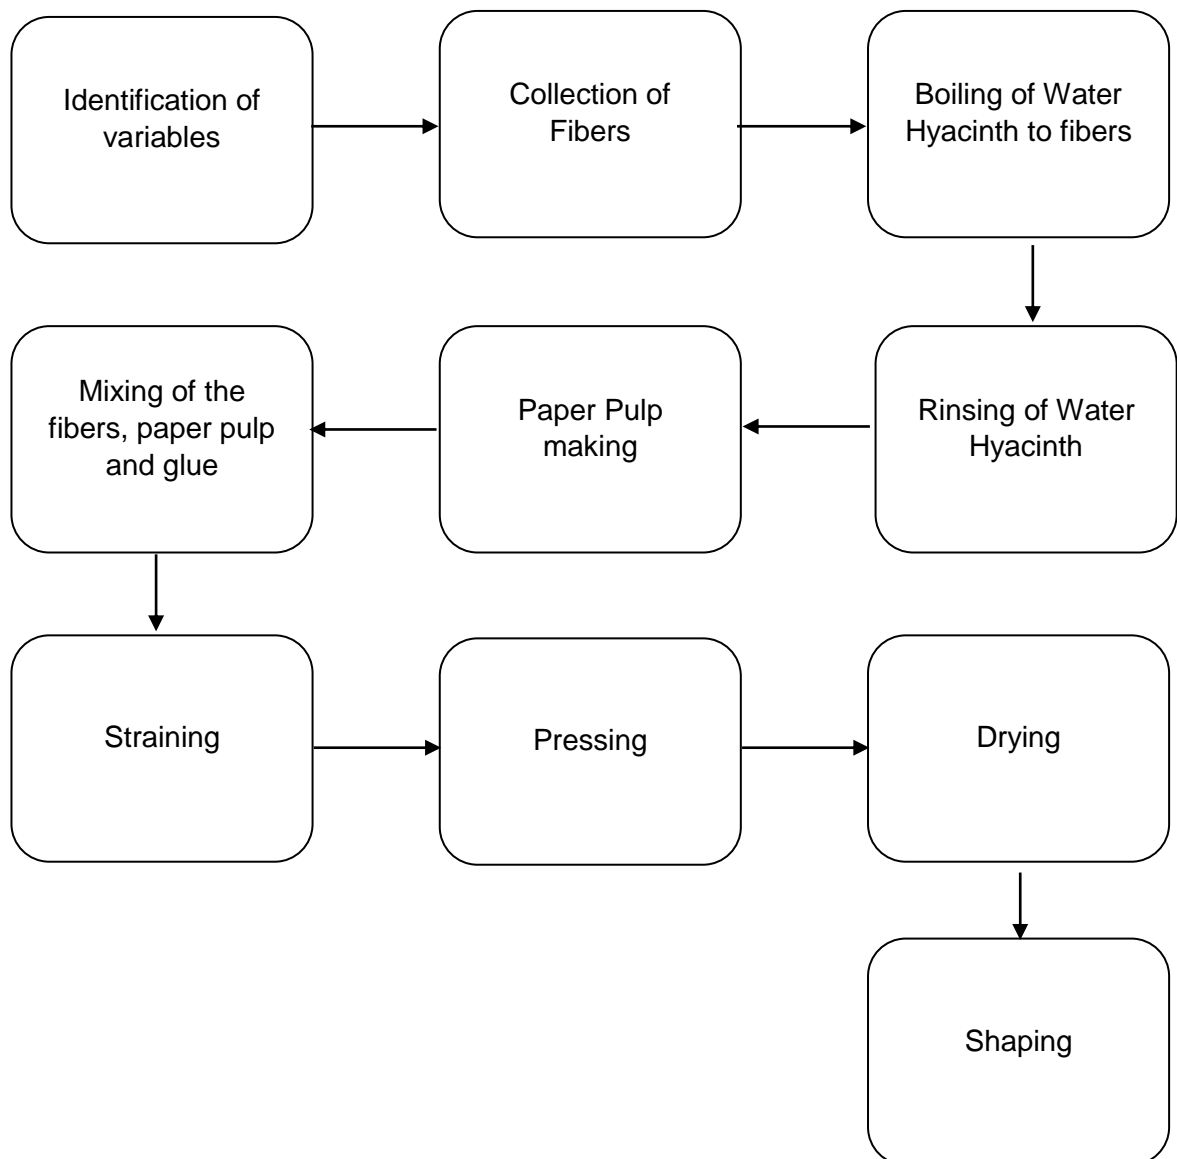 Identification of
variables
Collection of
Fibers
Boiling of Water
Hyacinth to fibers
Rinsing of Water
Hyacinth
Paper Pulp
making
Mixing of the
fibers, paper pulp
and glue
Straining
Pressing
Drying
Shaping